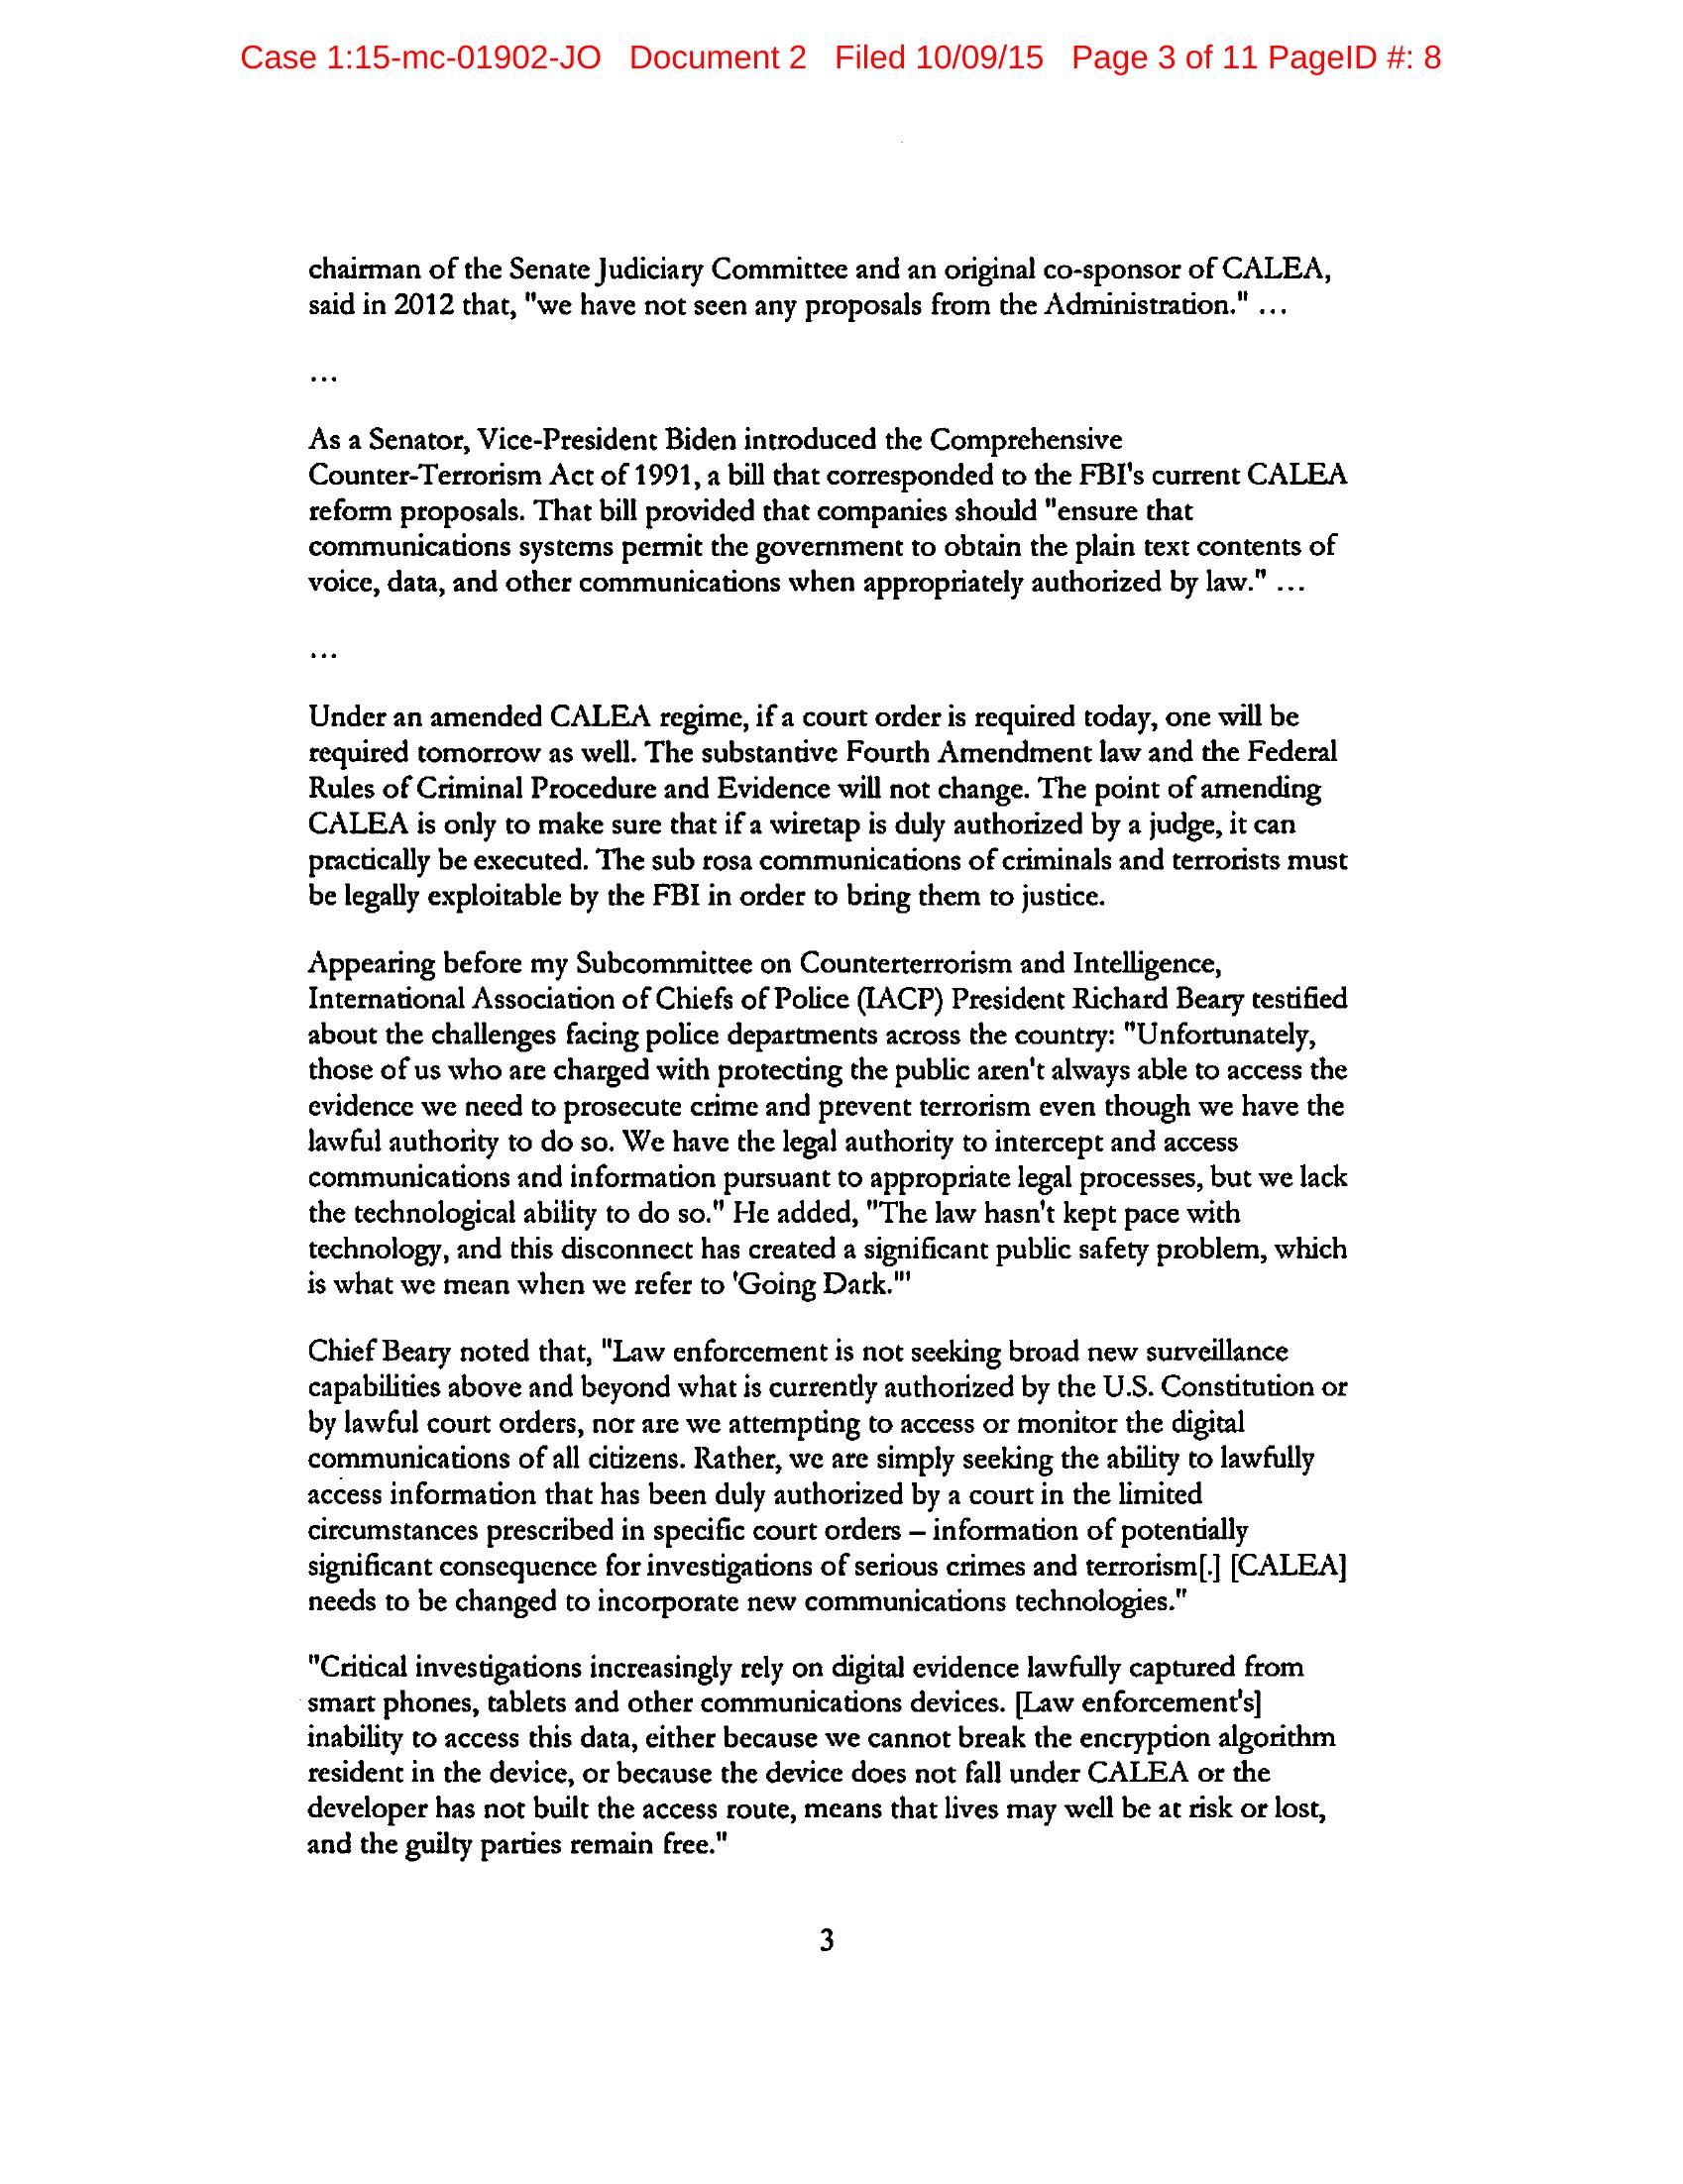 Case 1:15-mc-01902-JO Document 2 Filed 10/09/15 Page 3 of 11 PageID #: 8
chairman of the Senate Judiciary Committee and an original co-sponsor of CALEA,
said in 2012 that, "we have not seen any proposals from the Administration." ...
...
As a Senator, Vice-President Biden introduced the Comprehensive
Counter-Terrorism Act of 1991, a bill that corresponded to the FBI's current CALEA
reform proposals. That bill provided that companies should "ensure that
communications systems permit the government to obtain the plain text contents of
voice, data, and other communications when appropriately authorized by law." ...
...
Under an amended CALEA regime, if a court order is required today, one will be
required tomorrow as well. The substantive Fourth Amendment law and the Federal
Rules of Criminal Procedure and Evidence will not change. The point of amending
CALEA is only to make sure that if a wiretap is duly authorized by a judge, it can
practically be executed. The sub rosa communications of criminals and terrorists must
be legally exploitable by the FBI in order to bring them to justice.
Appearing before my Subcommittee on Counterterrorism and Intelligence,
International Association of Chiefs of Police (IACP) President Richard Beary testified
about the challenges facing police departments across the country: "Unfortunately,
those of us who are charged with protecting the public aren't always able to access the
evidence we need to prosecute crime and prevent terrorism even though we have the
lawful authority to do so. We have the legal authority to intercept and access
communications and information pursuant to appropriate legal processes, but we lack
the technological ability to do so." He added, "The law hasn't kept pace with
technology, and this disconnect has created a significant public safety problem, which
is what we mean when we refer to 'Going Dark.'"
Chief Beary noted that, "Law enforcement is not seeking broad new surveillance
capabilities above and beyond what is currently authorized by the U.S. Constitution or
by lawful court orders, nor are we attempting to access or monitor the digital
communications of all citizens. Rather, we are simply seeking the ability to lawfully
access information that has been duly authorized by a court in the limited
circumstances prescribed in specific court orders – information of potentially
significant consequence for investigations of serious crimes and terrorism[.] [CALEA]
needs to be changed to incorporate new communications technologies."
"Critical investigations increasingly rely on digital evidence lawfully captured from
smart phones, tablets and other communications devices. [Law enforcement's]
inability to access this data, either because we cannot break the encryption algorithm
resident in the device, or because the device does not fall under CALEA or the
developer has not built the access route, means that lives may well be at risk or lost,
and the guilty parties remain free."
3